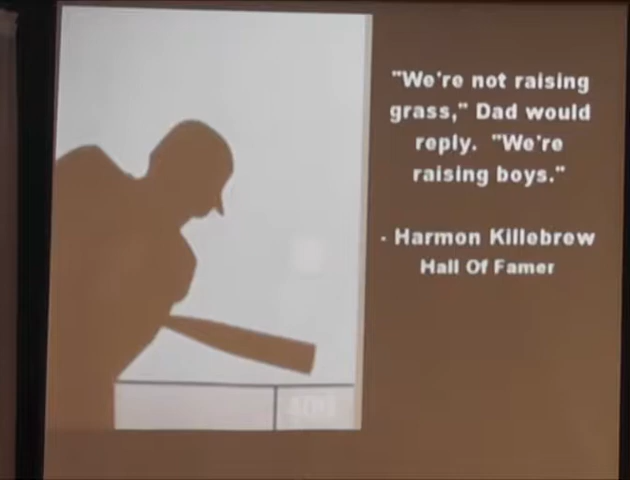 "We're not raising
grass," Dad would
reply. "We're
raising boys."
- Harmon Killebrew
Hall Of Famer